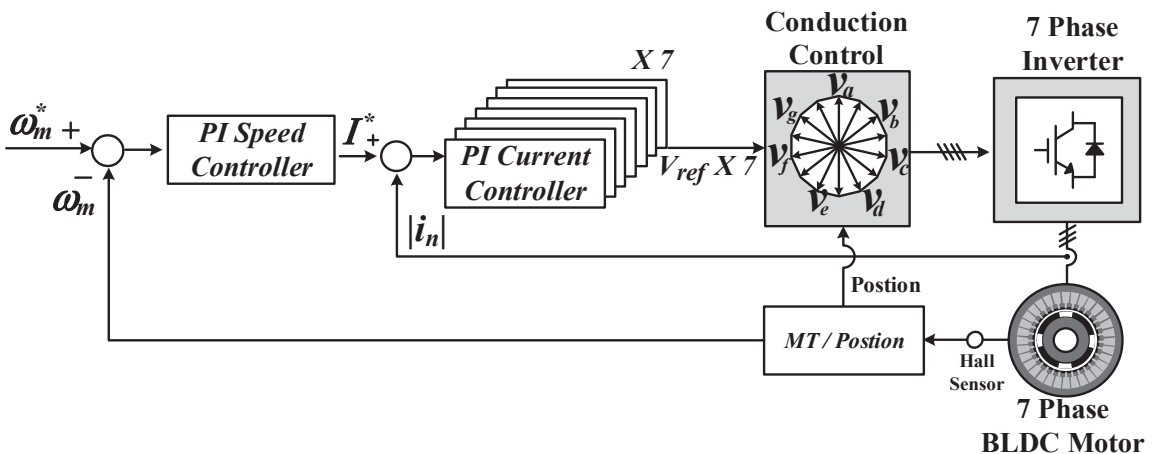 Conduction
Control
7 Phase
Inverter
X 7
ω*m +
−
ωm
PI Speed
Controller
I*
+
PI Current
Controller
Vref X 7
va
vb
vc
vd
ve
vf
vg
|in|
Postion
MT / Postion
Hall
Sensor
7 Phase
BLDC Motor